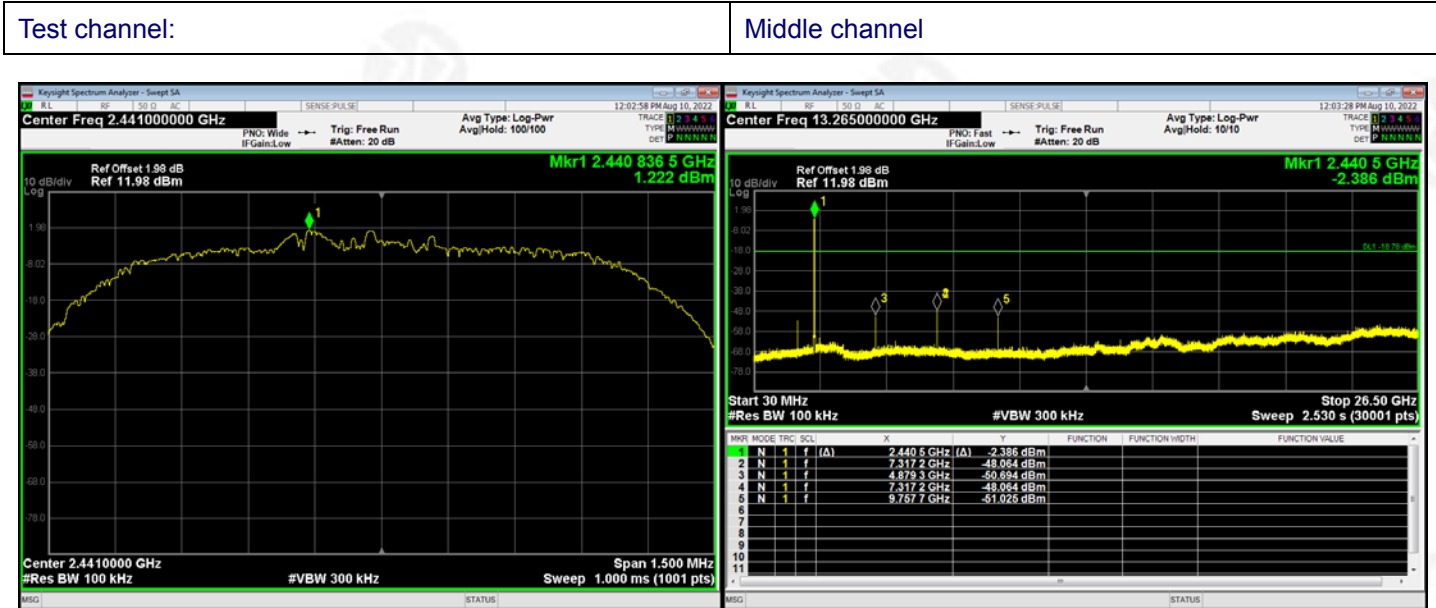 Test channel: Middle channel
Keysight Spectrum Analyzer - Swept SA
RL RF 50 Ω AC SENSE:PULSE 12:02:58 PM Aug 10, 2022
Center Freq 2.441000000 GHz
Avg Type: Log-Pwr
TRACE 1 2 3 4 5 6
PNO: Wide Trig: Free Run Avg|Hold: 100/100
TYPE M WWWWW
IFGain:Low #Atten: 20 dB
DET P N N N N N
Ref Offset 1.98 dB
Mkr1 2.440 836 5 GHz
10 dB/div Ref 11.98 dBm
1.222 dBm
Log
1
1.98
-8.02
-18.0
-28.0
-38.0
-48.0
-58.0
-68.0
-78.0
Center 2.4410000 GHz Span 1.500 MHz
#Res BW 100 kHz #VBW 300 kHz Sweep 1.000 ms (1001 pts)
MSG STATUS
Keysight Spectrum Analyzer - Swept SA
RL RF 50 Ω AC SENSE:PULSE 12:03:28 PM Aug 10, 2022
Center Freq 13.265000000 GHz
Avg Type: Log-Pwr
TRACE 1 2 3 4 5 6
PNO: Fast Trig: Free Run Avg|Hold: 10/10
TYPE M WWWWW
IFGain:Low #Atten: 20 dB
DET P N N N N N
Ref Offset 1.98 dB
Mkr1 2.440 5 GHz
10 dB/div Ref 11.98 dBm
-2.386 dBm
Log
1
1.98
-8.02
-18.0
DL1 -18.78 dBm
-28.0
-38.0
3 5
-48.0
-58.0
-68.0
-78.0
Start 30 MHz Stop 26.50 GHz
#Res BW 100 kHz #VBW 300 kHz Sweep 2.530 s (30001 pts)
MKR MODE TRC SCL X Y FUNCTION FUNCTION WIDTH FUNCTION VALUE
1 N 1 f (Δ) 2.440 5 GHz (Δ) -2.386 dBm
2 N 1 f 7.317 2 GHz -48.064 dBm
3 N 1 f 4.879 3 GHz -50.694 dBm
4 N 1 f 7.317 2 GHz -48.064 dBm
5 N 1 f 9.757 7 GHz -51.025 dBm
6
7
8
9
10
11
MSG STATUS